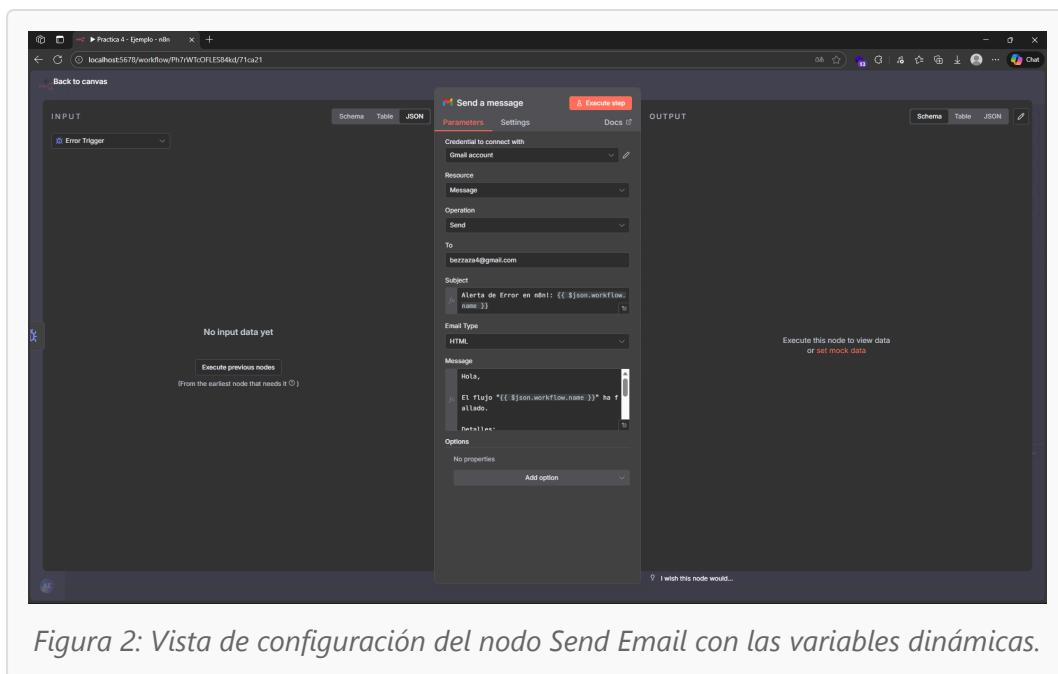 Practica 4 - Ejemplo - n8n
localhost:5678/workflow/Ph7rWTcOFLES84kd/71ca21
13
Chat
Back to canvas
INPUT
Schema Table JSON
Error Trigger
No input data yet
Execute previous nodes
(From the earliest node that needs it)
Send a message
Execute step
Parameters Settings Docs
Credential to connect with
Gmail account
Resource
Message
Operation
Send
To
bezzaza4@gmail.com
Subject
fx
Alerta de Error en n8n!: {{ $json.workflow.
name }}
Email Type
HTML
Message
fx
Hola,
El flujo "{{ $json.workflow.name }}" ha f
allado.
Detalles:
Options
No properties
Add option
OUTPUT
Schema Table JSON
Execute this node to view data
or set mock data
I wish this node would...
Figura 2: Vista de configuración del nodo Send Email con las variables dinámicas.